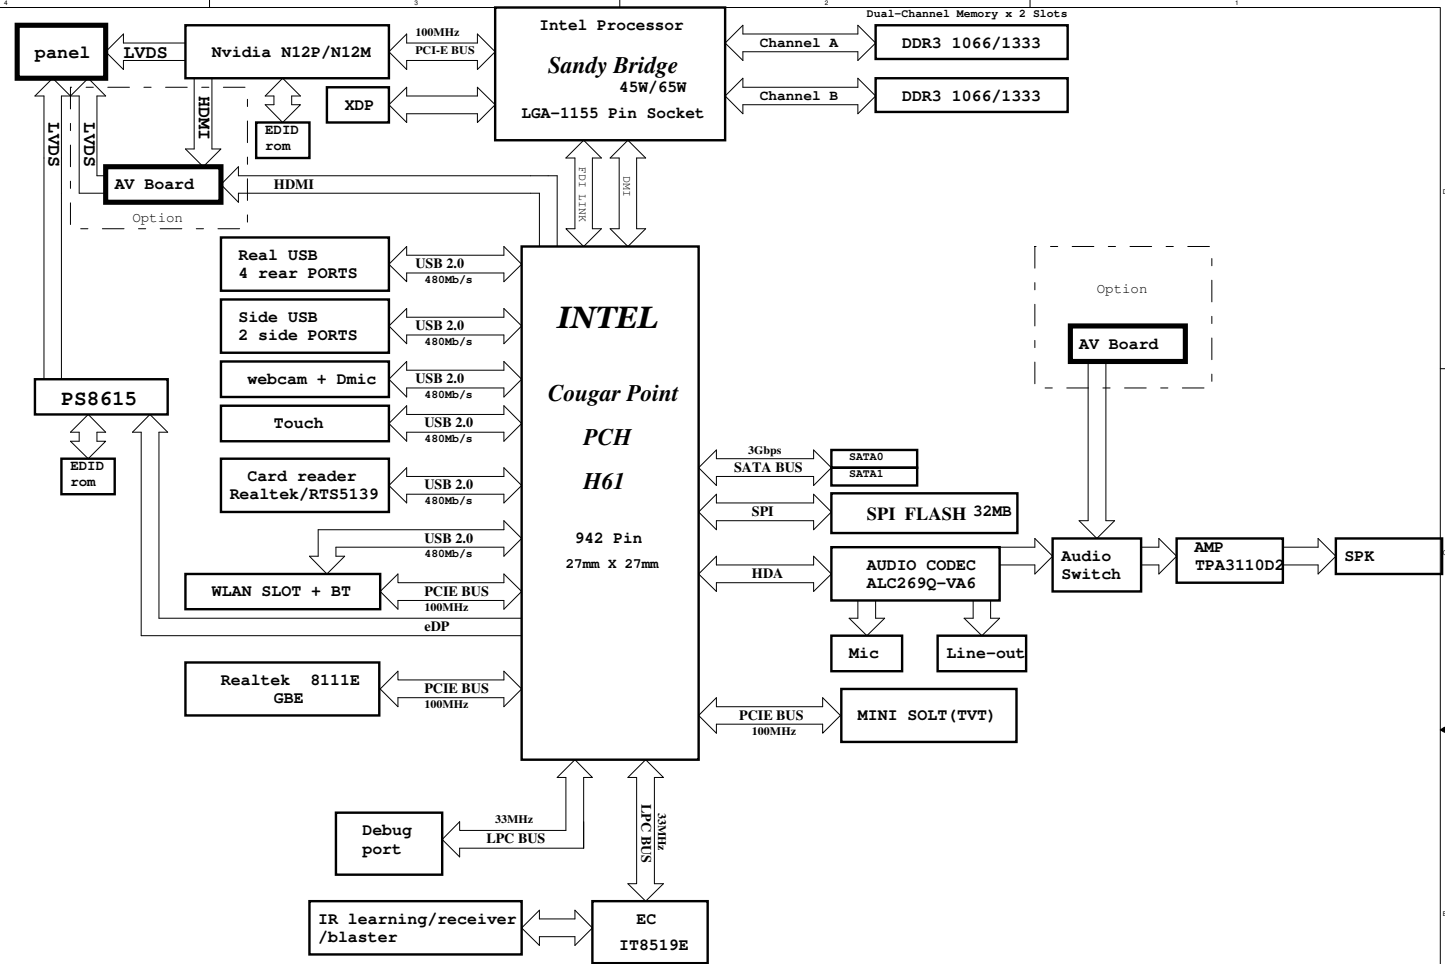 4
3
2
1
Dual-Channel Memory x 2 Slots
panel
LVDS
Nvidia N12P/N12M
100MHz
PCI-E BUS
Intel Processor
Sandy Bridge
45W/65W
LGA-1155 Pin Socket
Channel A
DDR3 1066/1333
XDP
Channel B
DDR3 1066/1333
LVDS
LVDS
HDMI
EDID
rom
AV Board
HDMI
Option
FDI LINK
DMI
Real USB
4 rear PORTS
USB 2.0
480Mb/s
Side USB
2 side PORTS
USB 2.0
480Mb/s
webcam + Dmic
USB 2.0
480Mb/s
Touch
USB 2.0
480Mb/s
Card reader
Realtek/RTS5139
USB 2.0
480Mb/s
USB 2.0
480Mb/s
WLAN SLOT + BT
PCIE BUS
100MHz
eDP
Realtek 8111E
GBE
PCIE BUS
100MHz
PS8615
EDID
rom
INTEL
Cougar Point
PCH
H61
942 Pin
27mm X 27mm
Option
AV Board
3Gbps
SATA BUS
SATA0
SATA1
SPI
SPI FLASH 32MB
HDA
AUDIO CODEC
ALC269Q-VA6
Audio
Switch
AMP
TPA3110D2
SPK
Mic
Line-out
PCIE BUS
100MHz
MINI SOLT(TVT)
Debug
port
33MHz
LPC BUS
33MHz
LPC BUS
IR learning/receiver
/blaster
EC
IT8519E